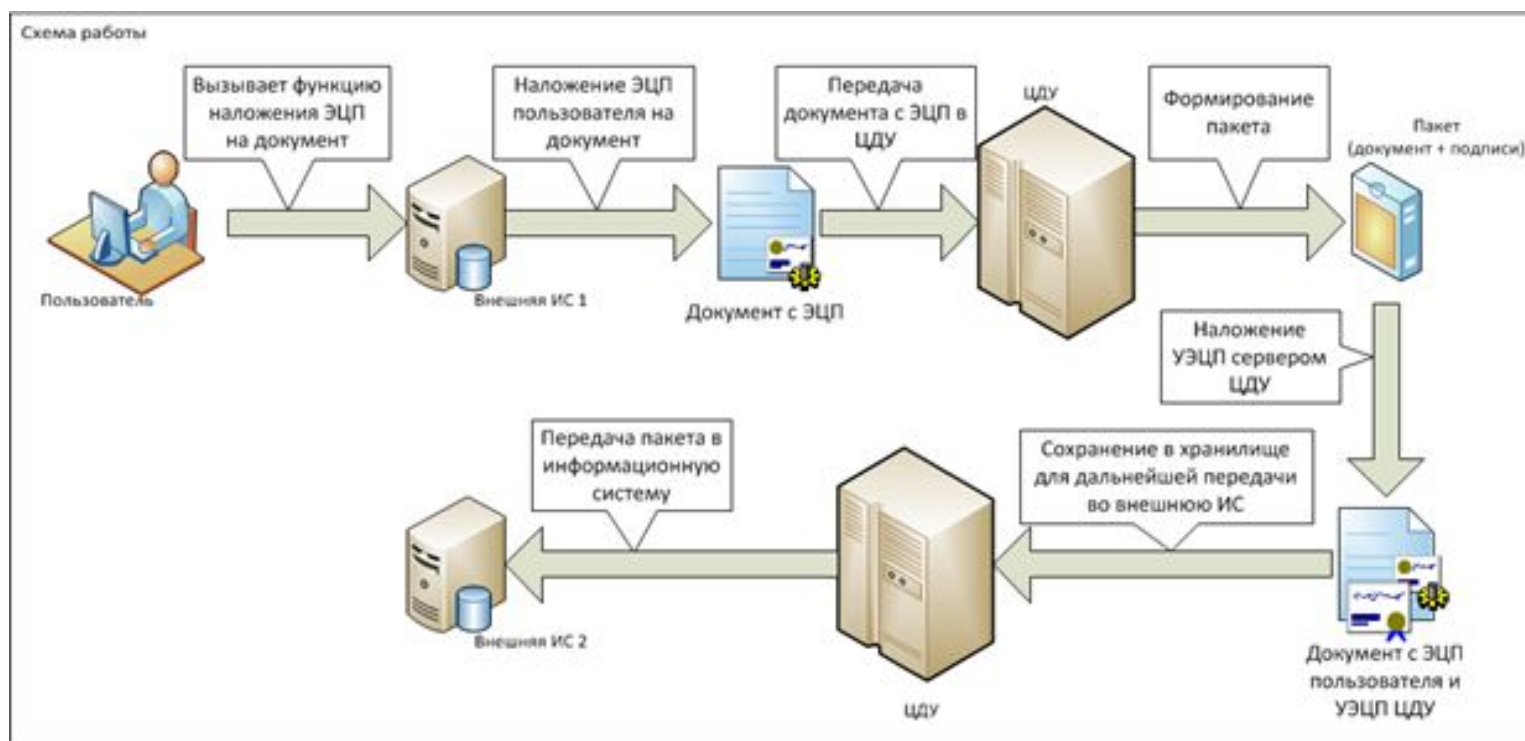 Схема работы
Вызывает функцию
наложения ЭЦП
на документ
Наложение ЭЦП
пользователя на
документ
Передача
документа с ЭЦП в
ЦДУ
ЦДУ
Формирование
пакета
Пакет
(документ + подписи)
Пользователь
Внешняя ИС 1
Документ с ЭЦП
Наложение
УЭЦП сервером
ЦДУ
Передача пакета в
информационную
систему
Сохранение в хранилище
для дальнейшей передачи
во внешнюю ИС
Внешняя ИС 2
ЦДУ
Документ с ЭЦП
пользователя и
УЭЦП ЦДУ